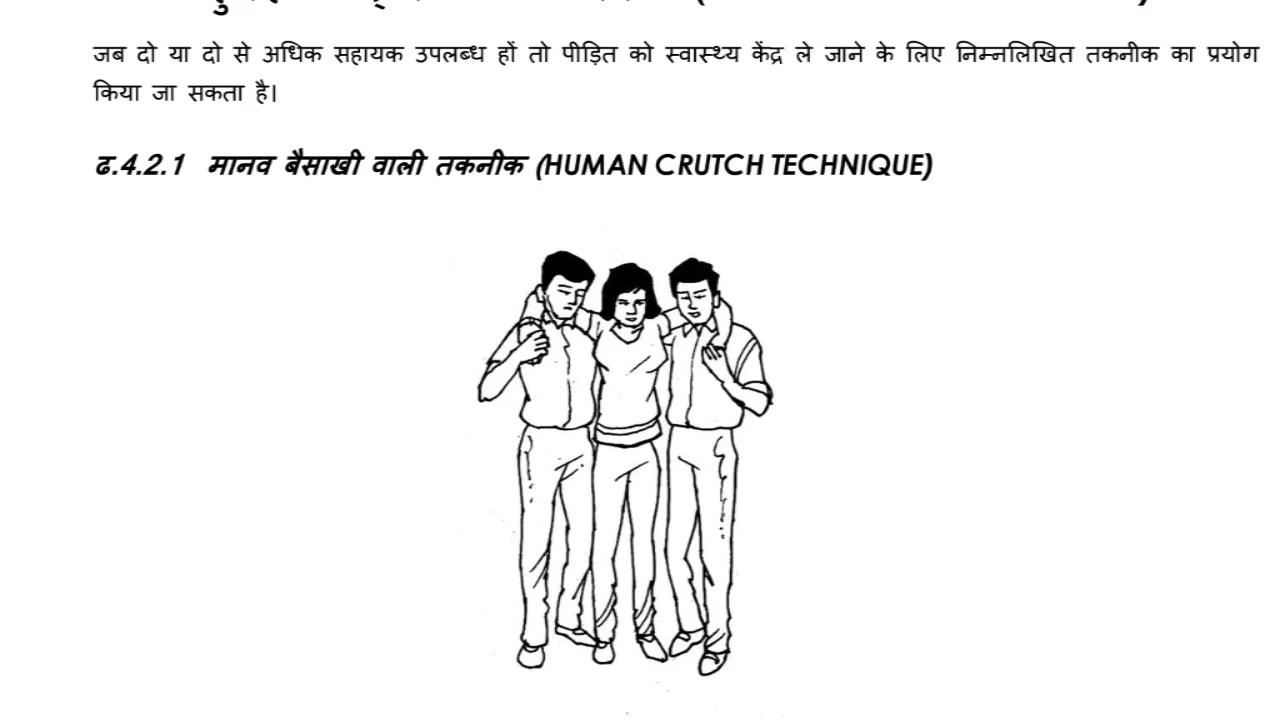 जब दो या दो से अधिक सहायक उपलब्ध हों तो पीड़ित को स्वास्थ्य केंद्र ले जाने के लिए निम्नलिखित तकनीक का प्रयोग
किया जा सकता है।
ढ.4.2.1 मानव बैसाखी वाली तकनीक (HUMAN CRUTCH TECHNIQUE)